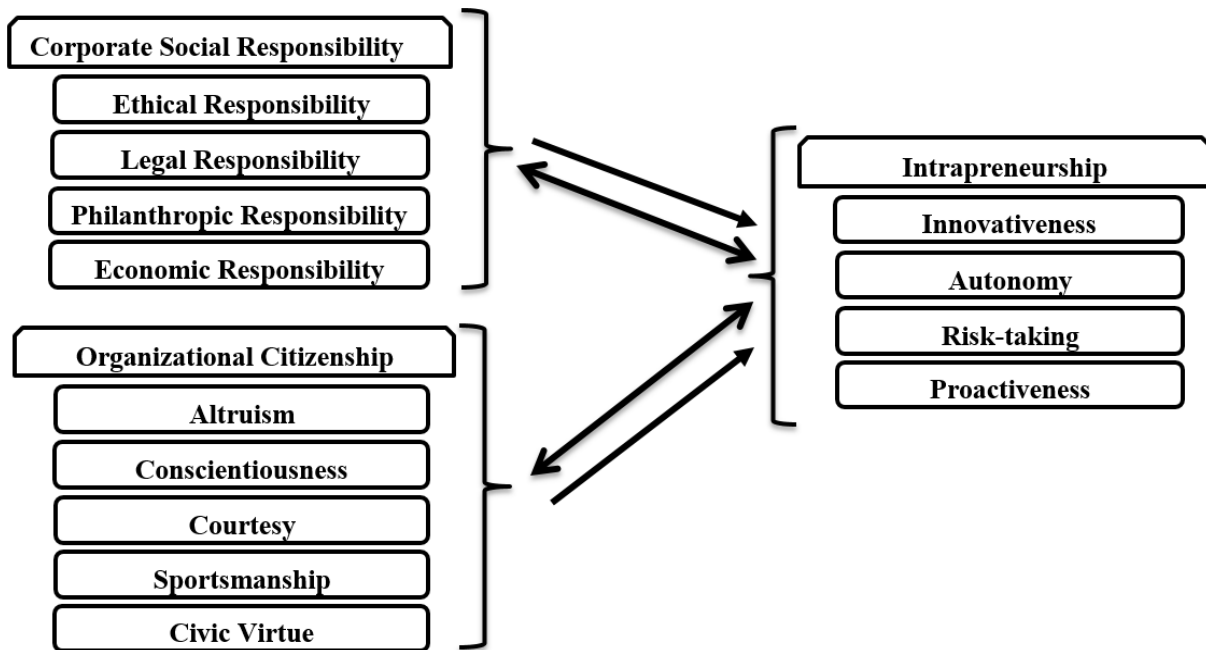 Corporate Social Responsibility
Ethical Responsibility
Legal Responsibility
Philanthropic Responsibility
Economic Responsibility
Organizational Citizenship
Altruism
Conscientiousness
Courtesy
Sportsmanship
Civic Virtue
Intrapreneurship
Innovativeness
Autonomy
Risk-taking
Proactiveness